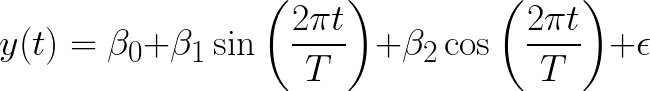 y(t) = β₀+β₁ sin(2πt/T)+β₂ cos(2πt/T)+ϵ